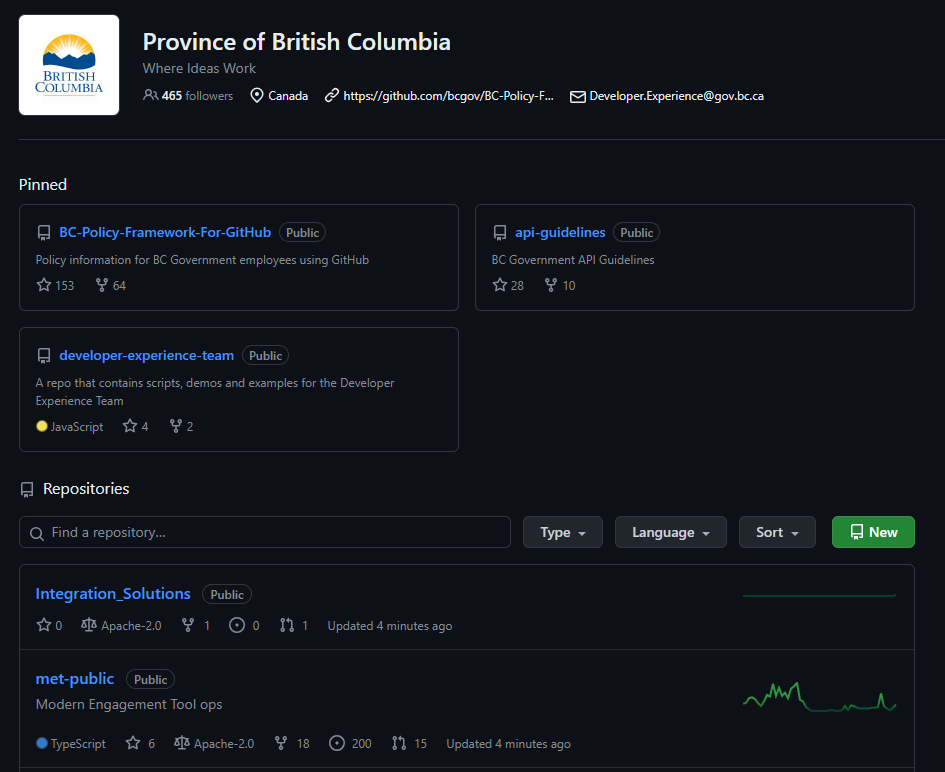 BRITISH
COLUMBIA
Province of British Columbia
Where Ideas Work
465 followers Canada https://github.com/bcgov/BC-Policy-F... Developer.Experience@gov.bc.ca
Pinned
BC-Policy-Framework-For-GitHub Public
Policy information for BC Government employees using GitHub
153 64
api-guidelines Public
BC Government API Guidelines
28 10
developer-experience-team Public
A repo that contains scripts, demos and examples for the Developer
Experience Team
JavaScript 4 2
Repositories
Find a repository... Type Language Sort New
Integration_Solutions Public
0 Apache-2.0 1 0 1 Updated 4 minutes ago
met-public Public
Modern Engagement Tool ops
TypeScript 6 Apache-2.0 18 200 15 Updated 4 minutes ago